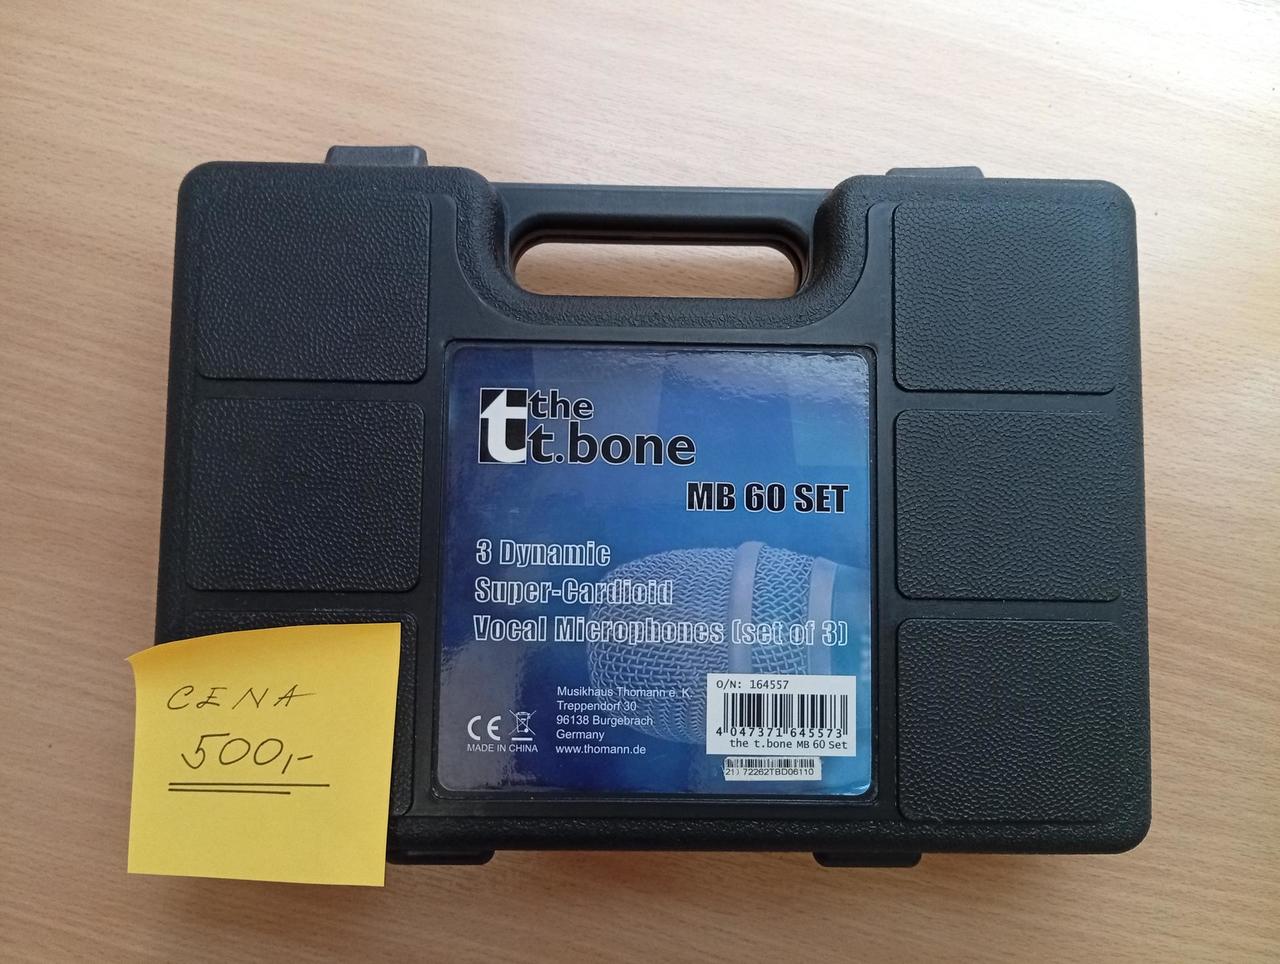 the
t.bone
MB 60 SET
3 Dynamic
Super-Cardioid
Vocal Microphones (set of 3)
Musikhaus Thomann e. K.
Treppendorf 30
96138 Burgebrach
Germany
www.thomann.de
CE
MADE IN CHINA
O/N: 164557
4 047371 645573
the t.bone MB 60 Set
21) 72262TBD06110
CENA
500,-